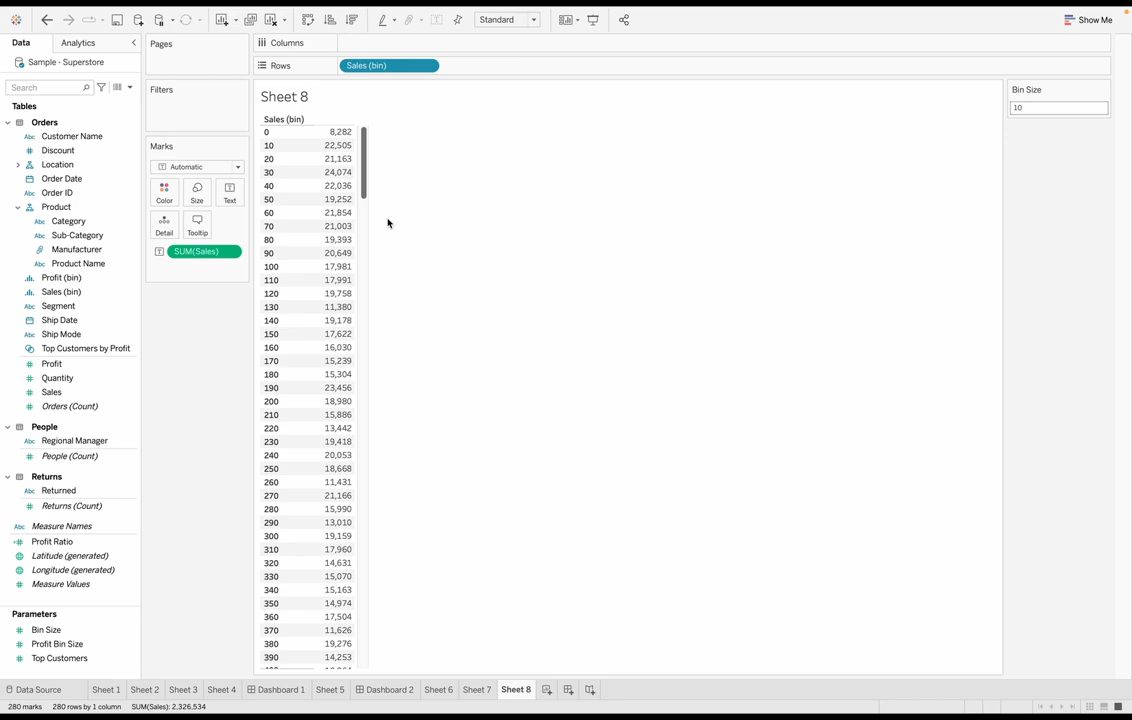 Standard
Show Me
Data
Analytics
Sample - Superstore
Search
Tables
Orders
Abc Customer Name
Discount
Location
Order Date
Abc Order ID
Product
Abc Category
Abc Sub-Category
Manufacturer
Abc Product Name
Profit (bin)
Sales (bin)
Abc Segment
Ship Date
Abc Ship Mode
Top Customers by Profit
Profit
Quantity
Sales
Orders (Count)
People
Abc Regional Manager
People (Count)
Returns
Abc Returned
Returns (Count)
Abc Measure Names
Profit Ratio
Latitude (generated)
Longitude (generated)
Measure Values
Parameters
Bin Size
Profit Bin Size
Top Customers
Pages
Filters
Marks
Automatic
Color Size Text
Detail Tooltip
SUM(Sales)
Columns
Rows Sales (bin)
Sheet 8
Sales (bin)
0 8,282
10 22,505
20 21,163
30 24,074
40 22,036
50 19,252
60 21,854
70 21,003
80 19,393
90 20,649
100 17,981
110 17,991
120 19,758
130 11,380
140 19,178
150 17,622
160 16,030
170 15,239
180 15,304
190 23,456
200 18,980
210 15,886
220 13,442
230 19,418
240 20,053
250 18,668
260 11,431
270 21,166
280 15,990
290 13,010
300 19,159
310 17,960
320 14,631
330 15,070
340 15,163
350 14,974
360 17,504
370 11,626
380 19,276
390 14,253
Bin Size
10
Data Source Sheet 1 Sheet 2 Sheet 3 Sheet 4 Dashboard 1 Sheet 5 Dashboard 2 Sheet 6 Sheet 7 Sheet 8
280 marks 280 rows by 1 column SUM(Sales): 2,326,534